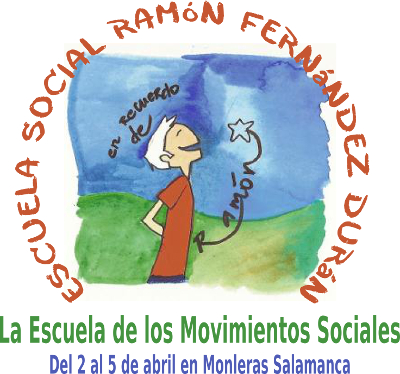 ESCUELA SOCIAL RAMÓN FERNÁNDEZ DURÁN
en recuerdo
de
Ramón
La Escuela de los Movimientos Sociales
Del 2 al 5 de abril en Monleras Salamanca